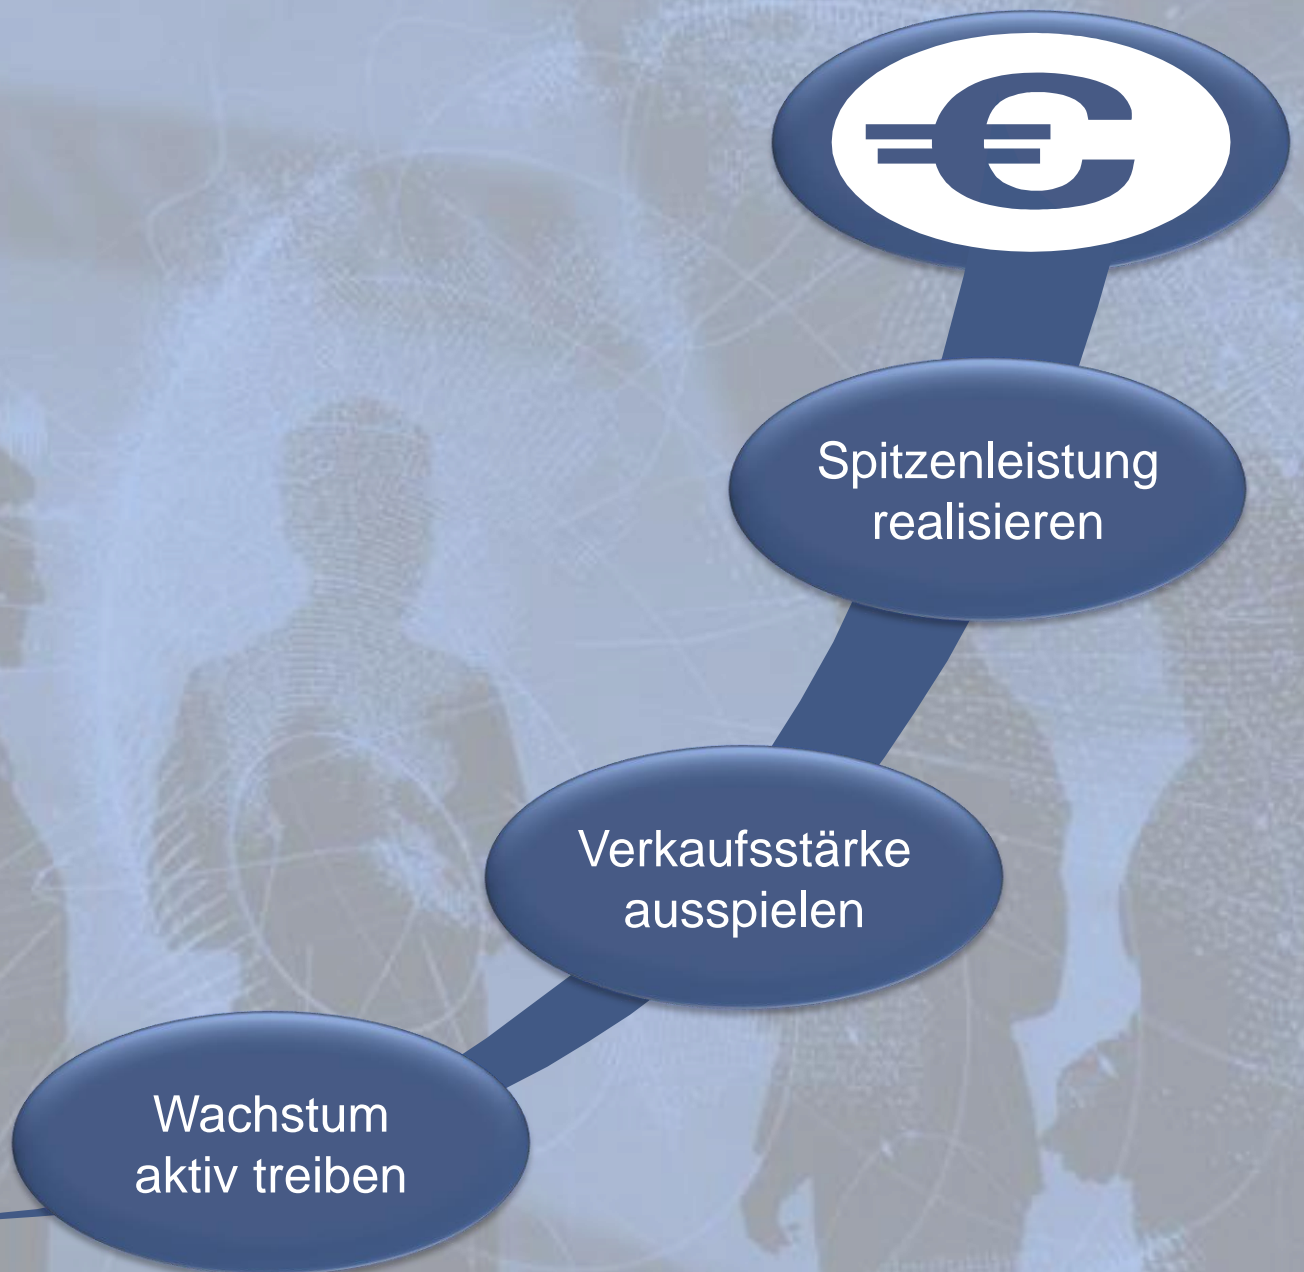 €
Spitzenleistung
realisieren
Verkaufsstärke
ausspielen
Wachstum
aktiv treiben